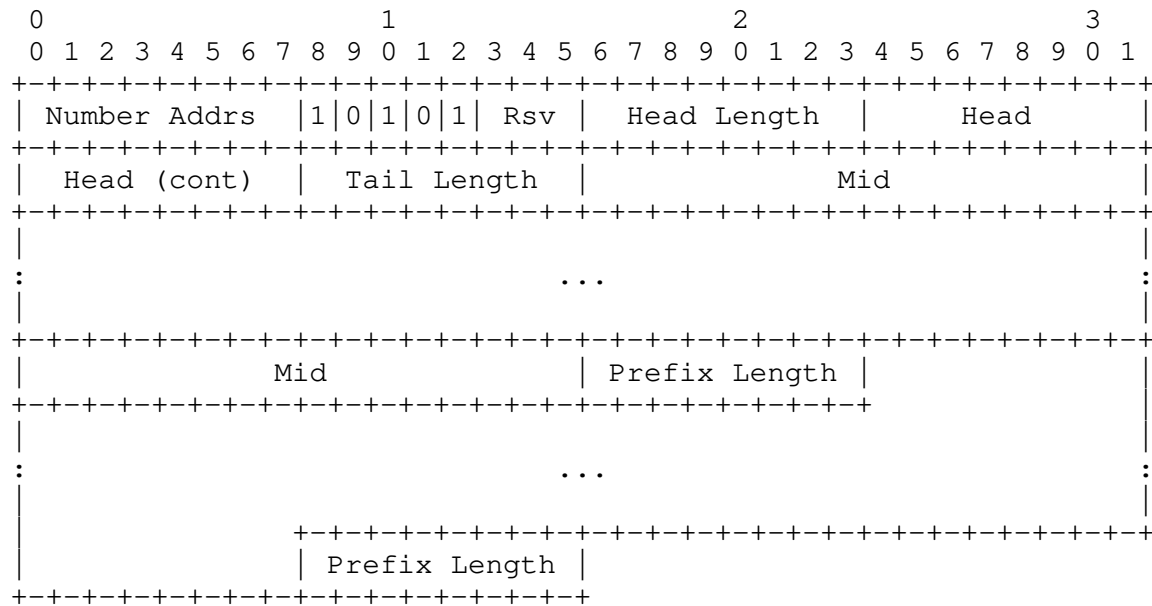 0                   1                   2                   3
 0 1 2 3 4 5 6 7 8 9 0 1 2 3 4 5 6 7 8 9 0 1 2 3 4 5 6 7 8 9 0 1
+-+-+-+-+-+-+-+-+-+-+-+-+-+-+-+-+-+-+-+-+-+-+-+-+-+-+-+-+-+-+-+-+
| Number Addrs  |1|0|1|0|1| Rsv |  Head Length  |     Head      |
+-+-+-+-+-+-+-+-+-+-+-+-+-+-+-+-+-+-+-+-+-+-+-+-+-+-+-+-+-+-+-+-+
|  Head (cont)  |  Tail Length  |              Mid              |
+-+-+-+-+-+-+-+-+-+-+-+-+-+-+-+-+-+-+-+-+-+-+-+-+-+-+-+-+-+-+-+-+
|                                                               |
:                              ...                              :
|                                                               |
+-+-+-+-+-+-+-+-+-+-+-+-+-+-+-+-+-+-+-+-+-+-+-+-+-+-+-+-+-+-+-+-+
|              Mid              | Prefix Length |               |
+-+-+-+-+-+-+-+-+-+-+-+-+-+-+-+-+-+-+-+-+-+-+-+-+               |
|                                                               |
:                              ...                              :
|                                                               |
|               +-+-+-+-+-+-+-+-+-+-+-+-+-+-+-+-+-+-+-+-+-+-+-+-+
|               | Prefix Length |
+-+-+-+-+-+-+-+-+-+-+-+-+-+-+-+-+